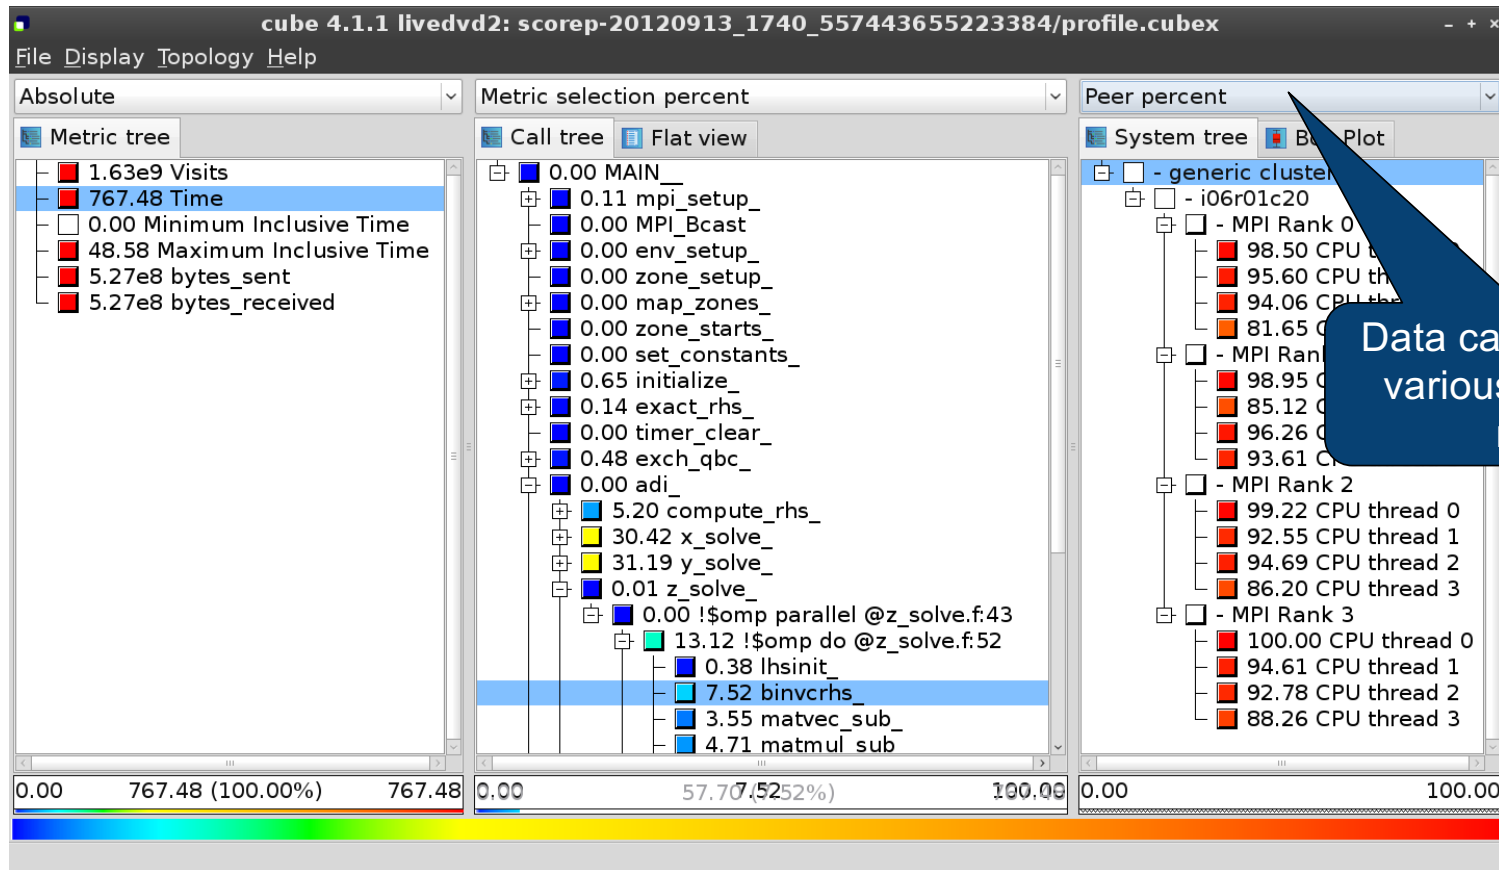 cube 4.1.1 livedvd2: scorep-20120913_1740_557443655223384/profile.cubex
File Display Topology Help
Absolute
Metric tree
1.63e9 Visits
767.48 Time
0.00 Minimum Inclusive Time
48.58 Maximum Inclusive Time
5.27e8 bytes_sent
5.27e8 bytes_received
0.00 767.48 (100.00%) 767.48
Metric selection percent
Call tree Flat view
0.00 MAIN__
0.11 mpi_setup_
0.00 MPI_Bcast
0.00 env_setup_
0.00 zone_setup_
0.00 map_zones_
0.00 zone_starts_
0.00 set_constants_
0.65 initialize_
0.14 exact_rhs_
0.00 timer_clear_
0.48 exch_qbc_
0.00 adi_
5.20 compute_rhs_
30.42 x_solve_
31.19 y_solve_
0.01 z_solve_
0.00 !$omp parallel @z_solve.f:43
13.12 !$omp do @z_solve.f:52
0.38 lhsinit_
7.52 binvcrhs_
3.55 matvec_sub_
4.71 matmul_sub
0.00 7.52 100.00
Peer percent
System tree Plot
- generic cluster
- i06r01c20
- MPI Rank 0
98.50 CPU
95.60 CPU
94.06 CPU
81.65
- MPI
98.95
85.12
96.26
93.61
- MPI Rank 2
99.22 CPU thread 0
92.55 CPU thread 1
94.69 CPU thread 2
86.20 CPU thread 3
- MPI Rank 3
100.00 CPU thread 0
94.61 CPU thread 1
92.78 CPU thread 2
88.26 CPU thread 3
0.00 100.00
Data ca
various